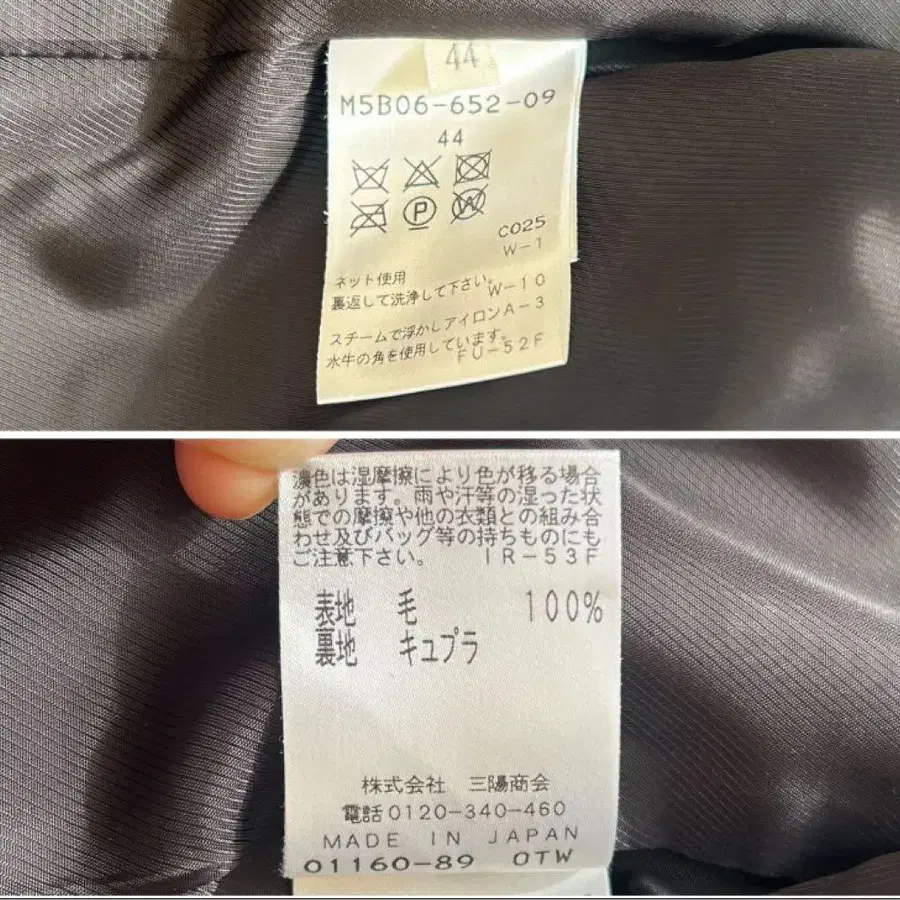 44
M5B06-652-09
44
P
W
C025
W-1
ネット使用
裏返して洗浄して下さい。W-10
スチームで浮かしアイロンA-3
水牛の角を使用しています。FU-52F
濃色は湿摩擦により色が移る場合
があります。雨や汗等の湿った状
態での摩擦や他の衣類との組み合
わせ及びバッグ等の持ちものにも
ご注意下さい。 IR-53F
表地 毛 100%
裏地 キュプラ
株式会社 三陽商会
電話0120-340-460
MADE IN JAPAN
01160-89 OTW